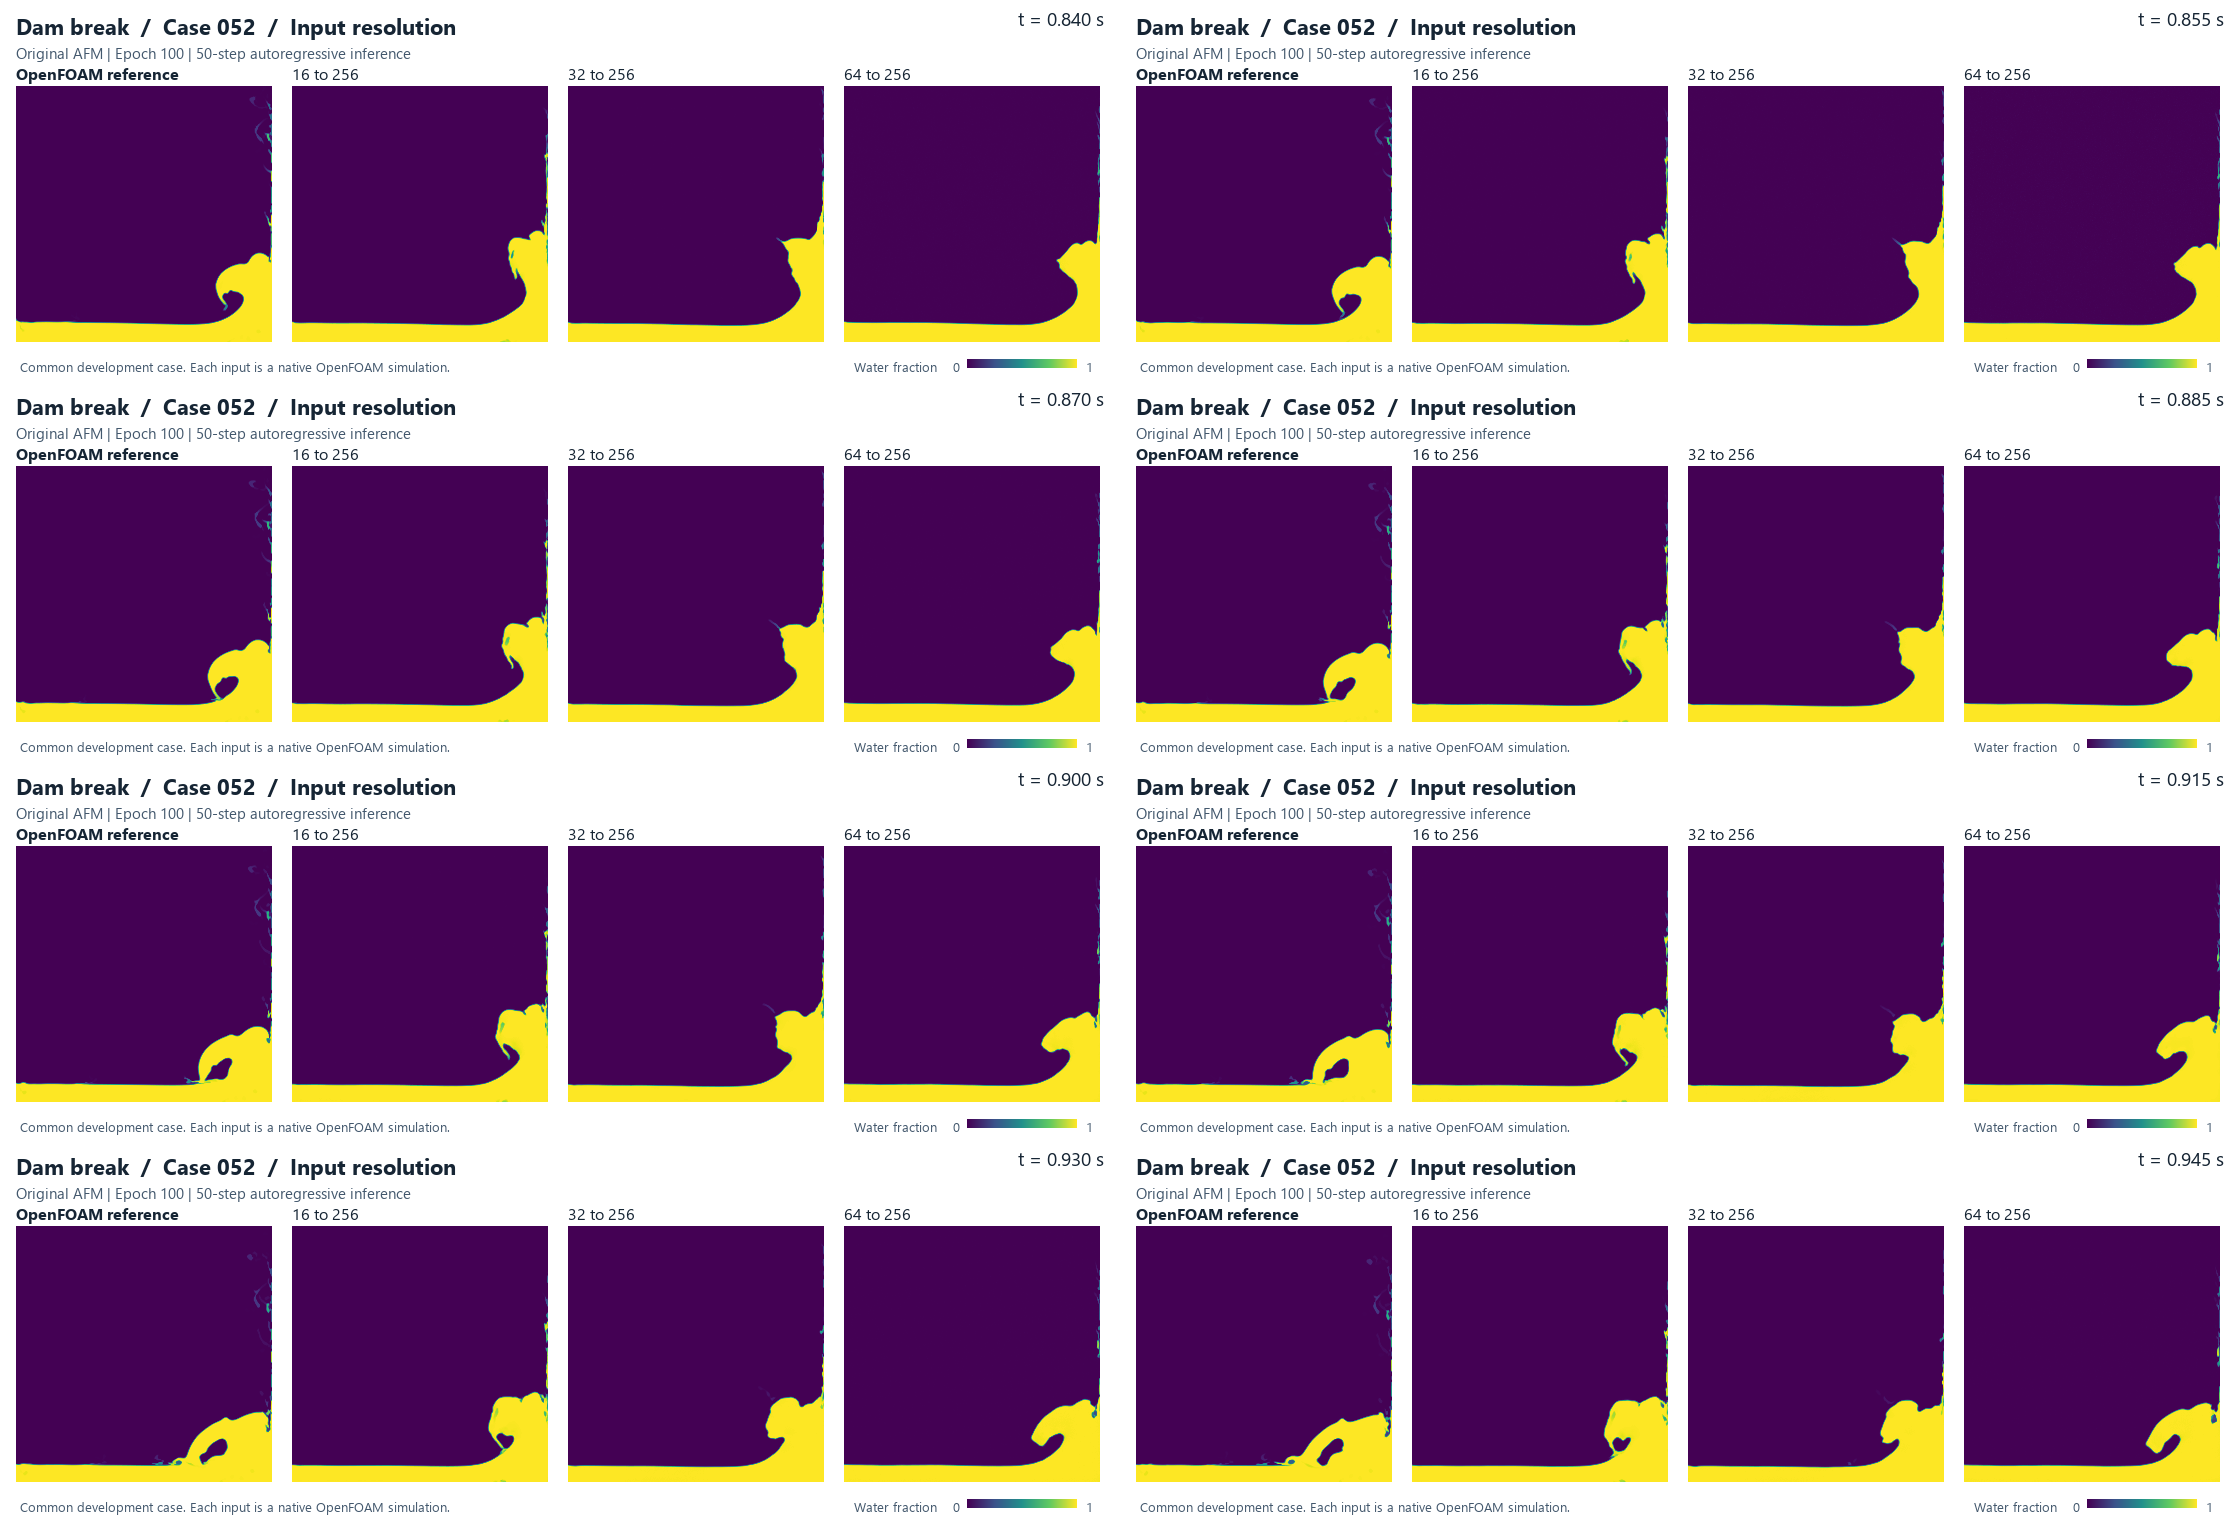 Dam break / Case 052 / Input resolution
t = 0.840 s
Original AFM | Epoch 100 | 50-step autoregressive inference
OpenFOAM reference
16 to 256
32 to 256
64 to 256
Common development case. Each input is a native OpenFOAM simulation.
Water fraction 0 1
Dam break / Case 052 / Input resolution
t = 0.855 s
Original AFM | Epoch 100 | 50-step autoregressive inference
OpenFOAM reference
16 to 256
32 to 256
64 to 256
Common development case. Each input is a native OpenFOAM simulation.
Water fraction 0 1
Dam break / Case 052 / Input resolution
t = 0.870 s
Original AFM | Epoch 100 | 50-step autoregressive inference
OpenFOAM reference
16 to 256
32 to 256
64 to 256
Common development case. Each input is a native OpenFOAM simulation.
Water fraction 0 1
Dam break / Case 052 / Input resolution
t = 0.885 s
Original AFM | Epoch 100 | 50-step autoregressive inference
OpenFOAM reference
16 to 256
32 to 256
64 to 256
Common development case. Each input is a native OpenFOAM simulation.
Water fraction 0 1
Dam break / Case 052 / Input resolution
t = 0.900 s
Original AFM | Epoch 100 | 50-step autoregressive inference
OpenFOAM reference
16 to 256
32 to 256
64 to 256
Common development case. Each input is a native OpenFOAM simulation.
Water fraction 0 1
Dam break / Case 052 / Input resolution
t = 0.915 s
Original AFM | Epoch 100 | 50-step autoregressive inference
OpenFOAM reference
16 to 256
32 to 256
64 to 256
Common development case. Each input is a native OpenFOAM simulation.
Water fraction 0 1
Dam break / Case 052 / Input resolution
t = 0.930 s
Original AFM | Epoch 100 | 50-step autoregressive inference
OpenFOAM reference
16 to 256
32 to 256
64 to 256
Common development case. Each input is a native OpenFOAM simulation.
Water fraction 0 1
Dam break / Case 052 / Input resolution
t = 0.945 s
Original AFM | Epoch 100 | 50-step autoregressive inference
OpenFOAM reference
16 to 256
32 to 256
64 to 256
Common development case. Each input is a native OpenFOAM simulation.
Water fraction 0 1